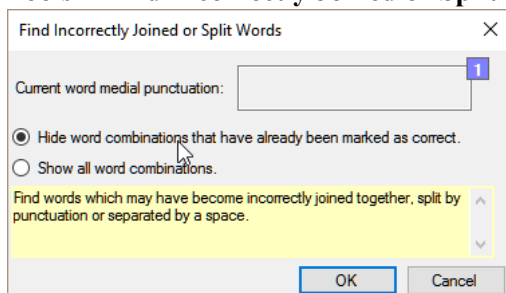 Find Incorrectly Joined or Split Words
Current word medial punctuation:
1
Hide word combinations that have already been marked as correct.
Show all word combinations.
Find words which may have become incorrectly joined together, split by
punctuation or separated by a space.
OK Cancel